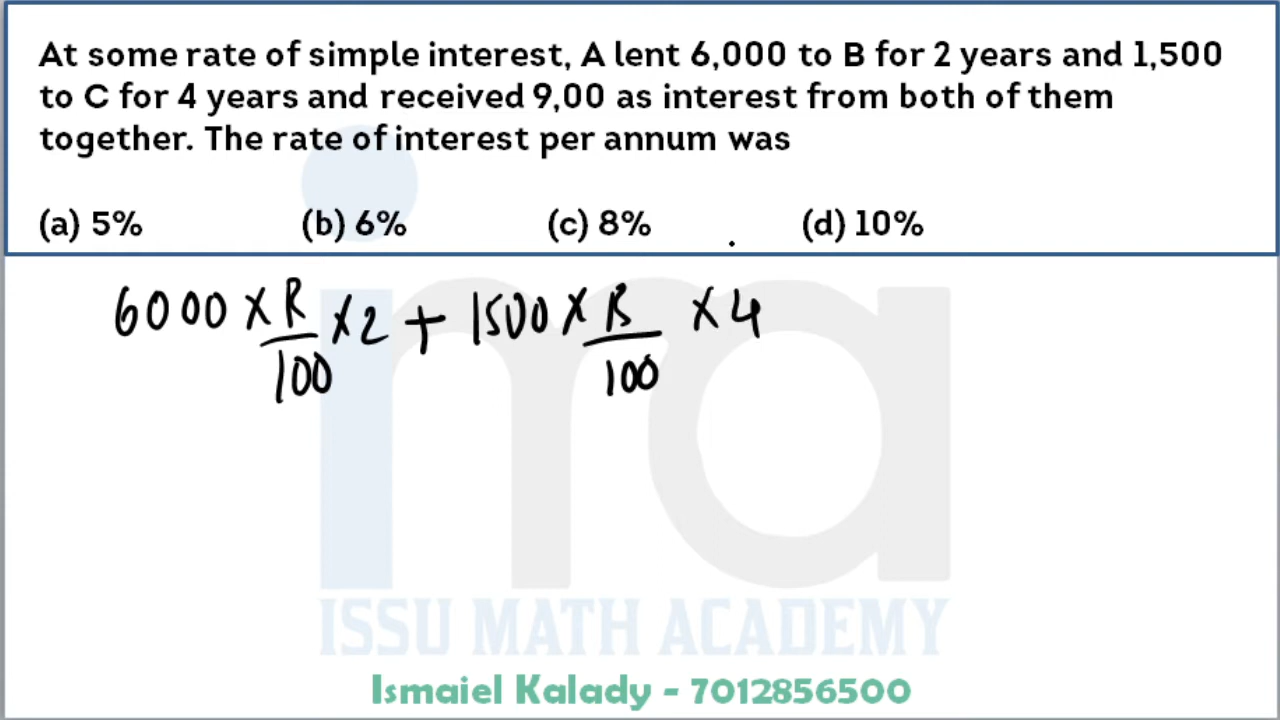 At some rate of simple interest, A lent 6,000 to B for 2 years and 1,500
to C for 4 years and received 9,00 as interest from both of them
together. The rate of interest per annum was
(a) 5% (b) 6% (c) 8% (d) 10%
6000 × R/100 × 2 + 1500 × R/100 × 4
ima
ISSU MATH ACADEMY
Ismaiel Kalady - 7012856500